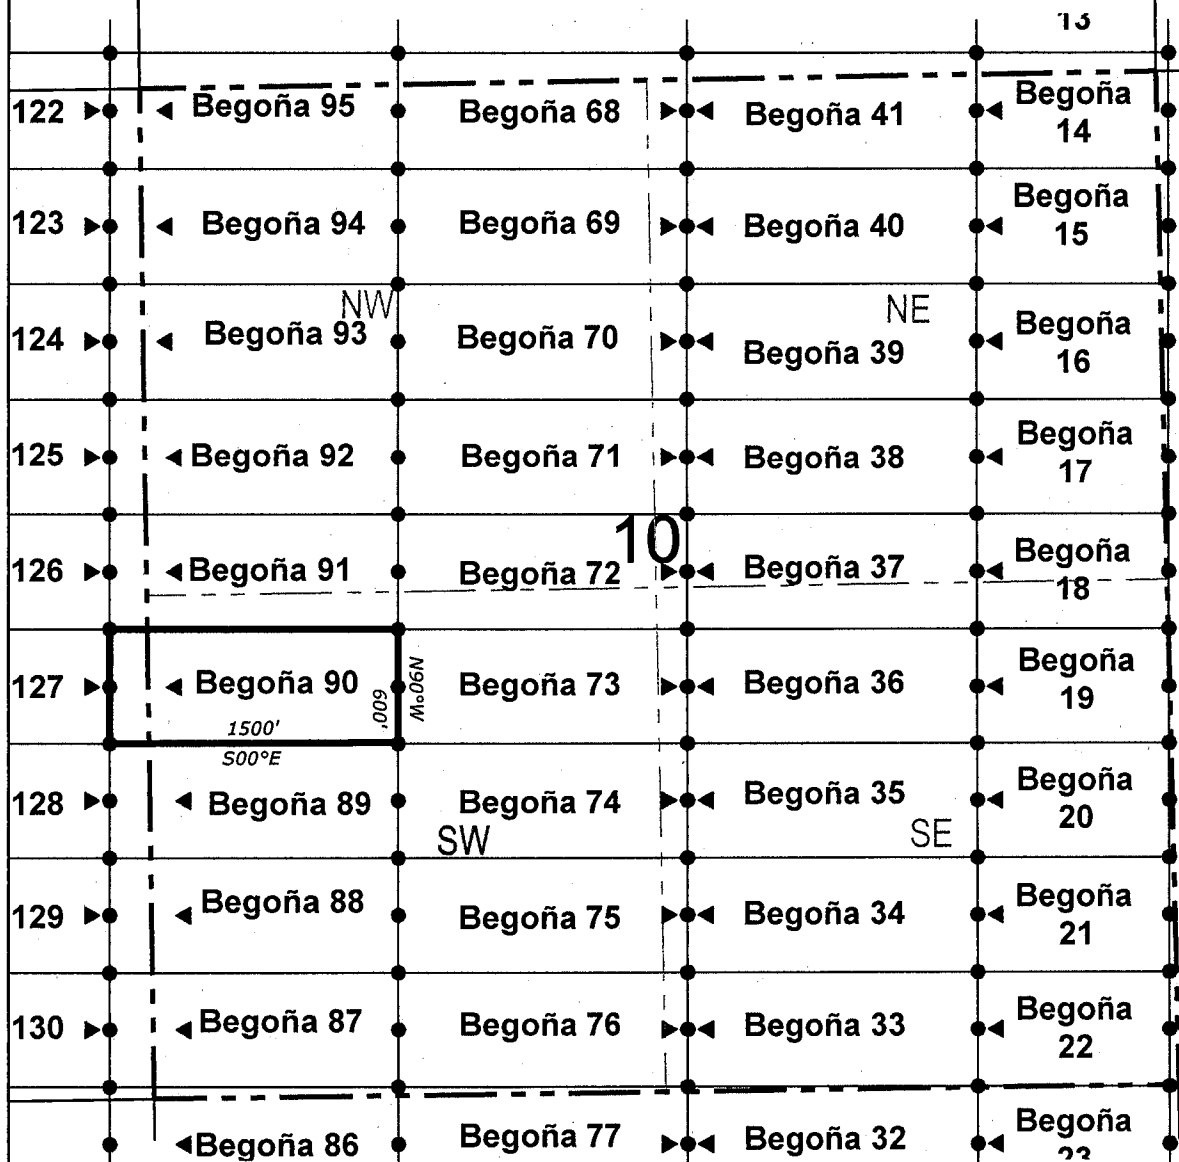 13
122 Begoña 95 Begoña 68 Begoña 41 Begoña
14
123 Begoña 94 Begoña 69 Begoña 40 Begoña
15
NW NE
124 Begoña 93 Begoña 70 Begoña 39 Begoña
16
125 Begoña 92 Begoña 71 Begoña 38 Begoña
17
10
126 Begoña 91 Begoña 72 Begoña 37 Begoña
18
127 Begoña 90 Begoña 73 Begoña 36 Begoña
19
600'
N90°W
1500'
S00°E
128 Begoña 89 Begoña 74 Begoña 35 Begoña
20
SW SE
129 Begoña 88 Begoña 75 Begoña 34 Begoña
21
130 Begoña 87 Begoña 76 Begoña 33 Begoña
22
Begoña 86 Begoña 77 Begoña 32 Begoña
23